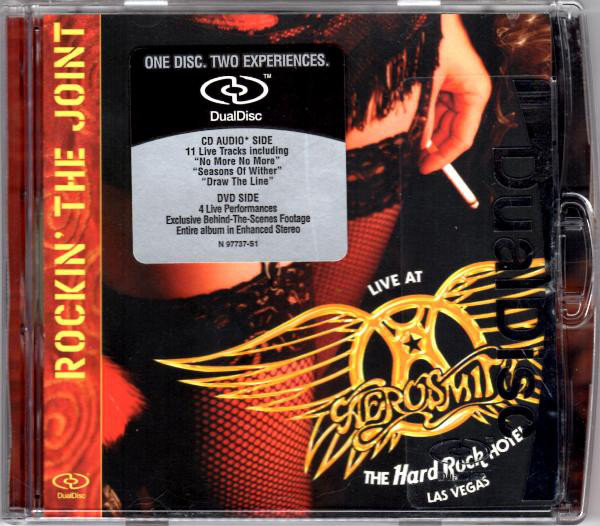 ROCKIN' THE JOINT
ONE DISC. TWO EXPERIENCES.
TM
DualDisc
CD AUDIO* SIDE
11 Live Tracks including
"No More No More"
"Seasons Of Wither"
"Draw The Line"
DVD SIDE
4 Live Performances
Exclusive Behind-The-Scenes Footage
Entire album in Enhanced Stereo
N 97737-S1
DualDisc
LIVE AT
AEROSMITH
THE Hard Rock HOTEL
LAS VEGAS
DualDisc